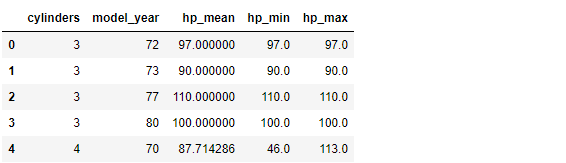 cylinders model_year hp_mean hp_min hp_max
0 3 72 97.000000 97.0 97.0
1 3 73 90.000000 90.0 90.0
2 3 77 110.000000 110.0 110.0
3 3 80 100.000000 100.0 100.0
4 4 70 87.714286 46.0 113.0